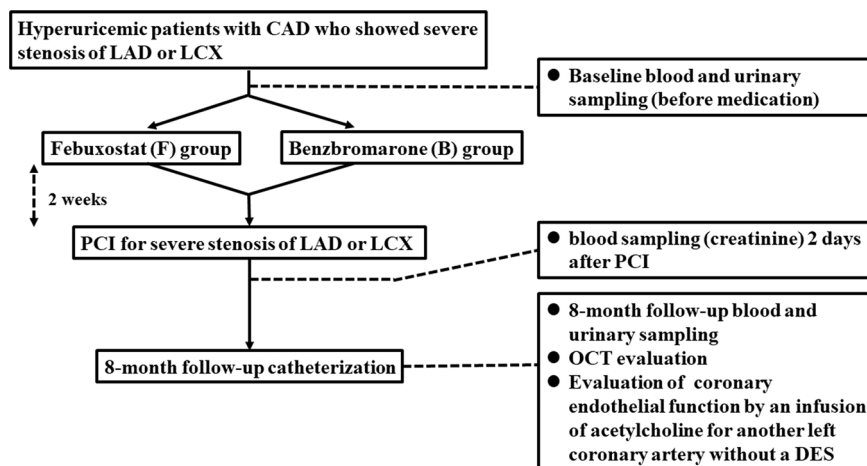 Hyperuricemic patients with CAD who showed severe
stenosis of LAD or LCX
● Baseline blood and urinary
sampling (before medication)
Febuxostat (F) group
Benzbromarone (B) group
2 weeks
PCI for severe stenosis of LAD or LCX
● blood sampling (creatinine) 2 days
after PCI
8-month follow-up catheterization
● 8-month follow-up blood and
urinary sampling
● OCT evaluation
● Evaluation of coronary
endothelial function by an infusion
of acetylcholine for another left
coronary artery without a DES